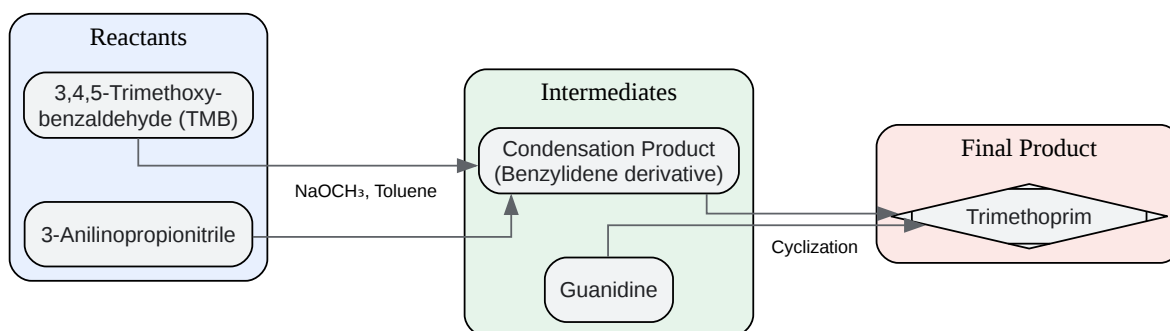 Reactants
3,4,5-Trimethoxy-
benzaldehyde (TMB)
3-Anilinopropionitrile
NaOCH₃, Toluene
Intermediates
Condensation Product
(Benzylidene derivative)
Guanidine
Cyclization
Final Product
Trimethoprim